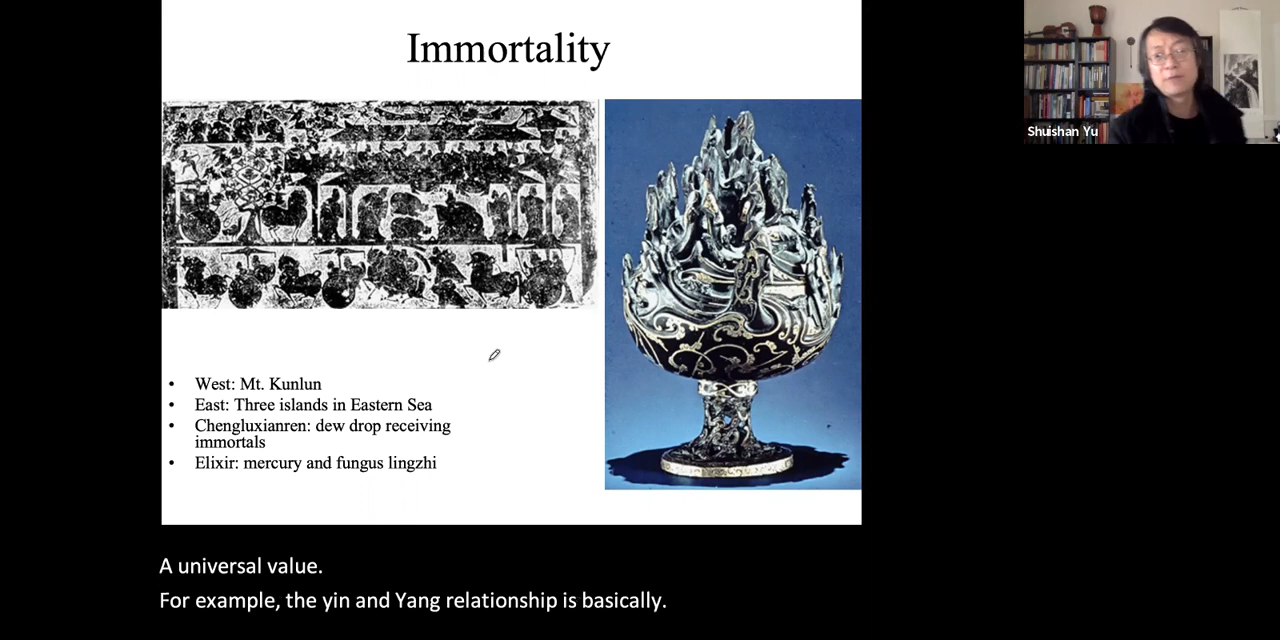 Immortality
Shuishan Yu
• West: Mt. Kunlun
• East: Three islands in Eastern Sea
• Chengluxianren: dew drop receiving
immortals
• Elixir: mercury and fungus lingzhi
A universal value.
For example, the yin and Yang relationship is basically.